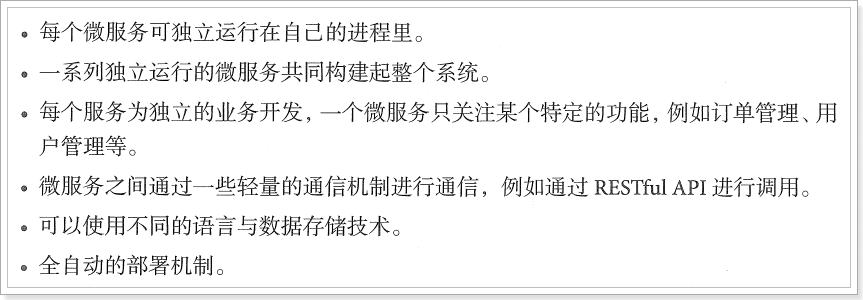 • 每个微服务可独立运行在自己的进程里。
• 一系列独立运行的微服务共同构建起整个系统。
• 每个服务为独立的业务开发，一个微服务只关注某个特定的功能，例如订单管理、用
户管理等。
• 微服务之间通过一些轻量的通信机制进行通信，例如通过 RESTful API 进行调用。
• 可以使用不同的语言与数据存储技术。
• 全自动的部署机制。